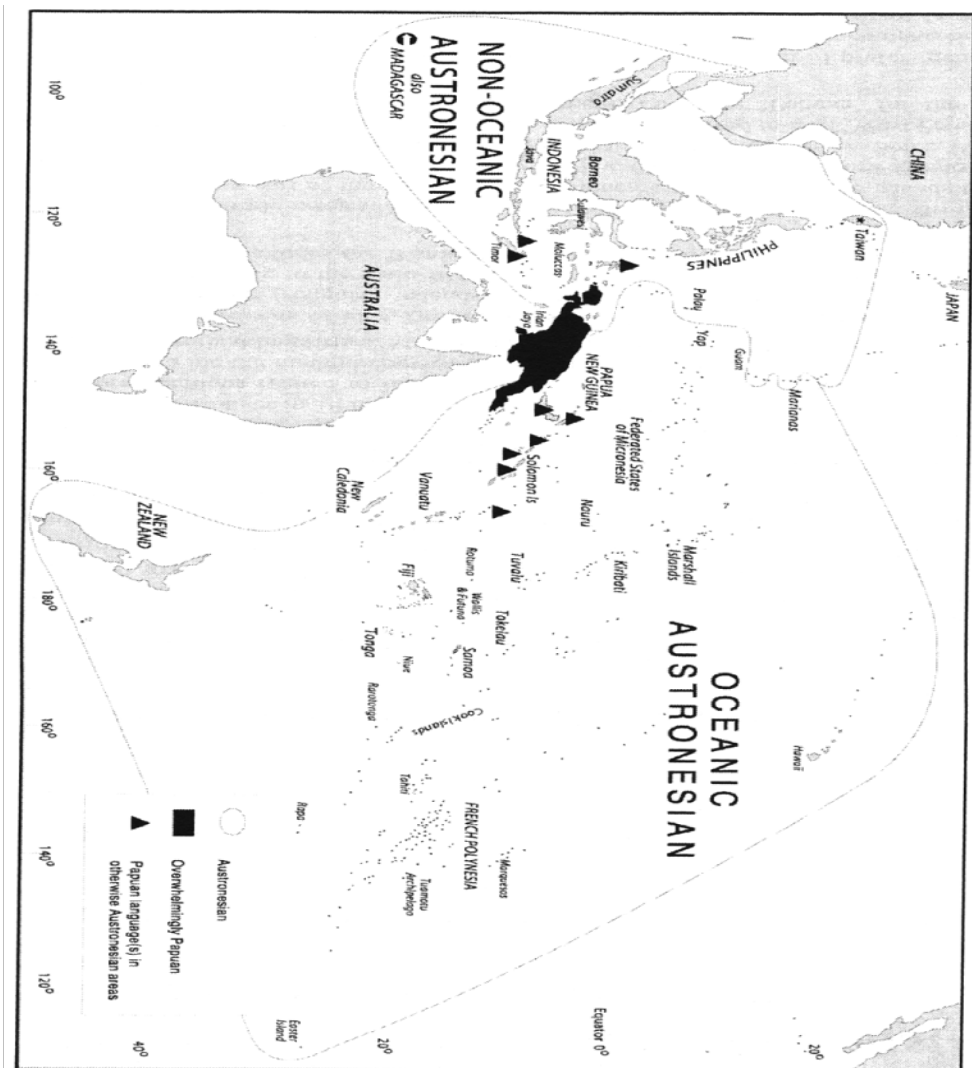 CHINA
JAPAN
Taiwan
PHILIPPINES
Marianas
Guam
Hawaii
Yap
Palau
OCEANIC
AUSTRONESIAN
Marshall
Islands
Federated States
of Micronesia
Kiribati
Nauru
Sumatra
Borneo
Sulawesi
Moluccas
INDONESIA
Java
Timor
Irian
Jaya
PAPUA
NEW GUINEA
Solomon Is
Tuvalu
Tokelau
Marquesas
NON-OCEANIC
AUSTRONESIAN
also
MADAGASCAR
Rotuma
Wallis
& Futuna
Samoa
Cook Islands
FRENCH POLYNESIA
Vanuatu
Fiji
Niue
Tahiti
Tuamotu
Archipelago
New
Caledonia
Tonga
Rarotonga
AUSTRALIA
Rapa
Easter
Island
NEW
ZEALAND
20°
Equator 0°
20°
40°
100°
120°
140°
160°
180°
160°
140°
120°
Austronesian
Overwhelmingly Papuan
Papuan language(s) in
otherwise Austronesian areas